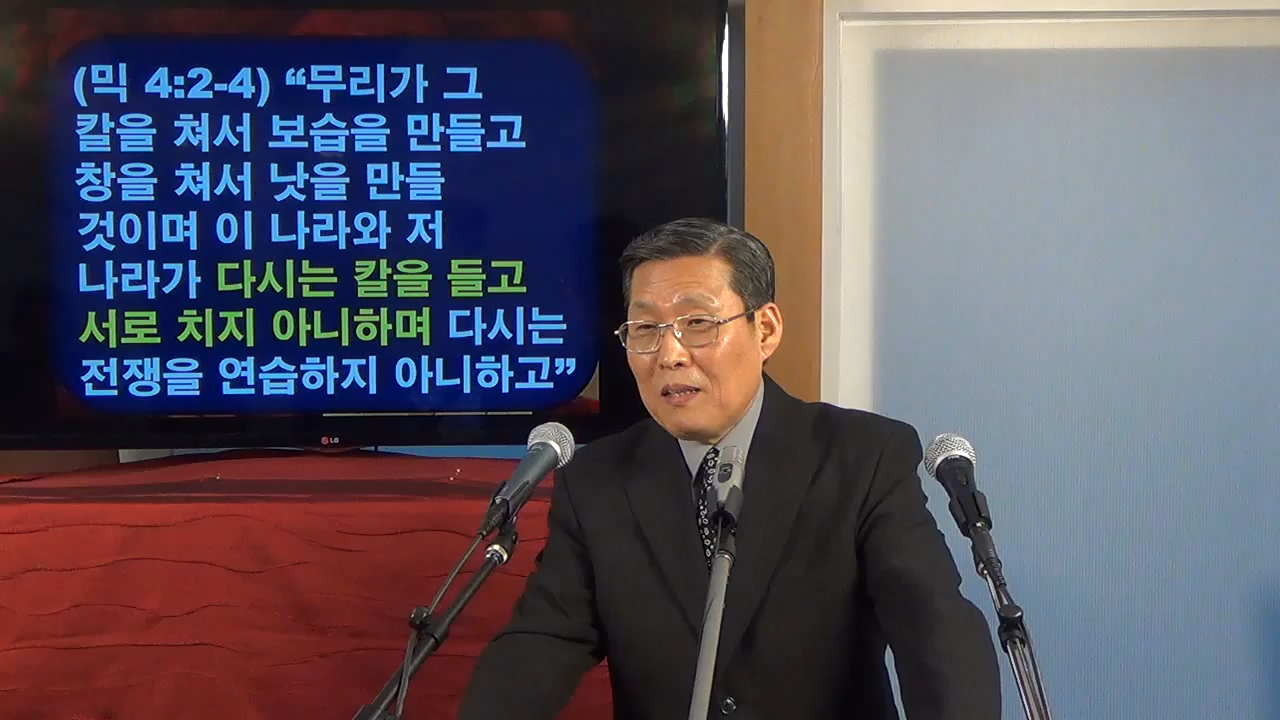 (믹 4:2-4) “무리가 그
칼을 쳐서 보습을 만들고
창을 쳐서 낫을 만들
것이며 이 나라와 저
나라가 다시는 칼을 들고
서로 치지 아니하며 다시는
전쟁을 연습하지 아니하고”
LG